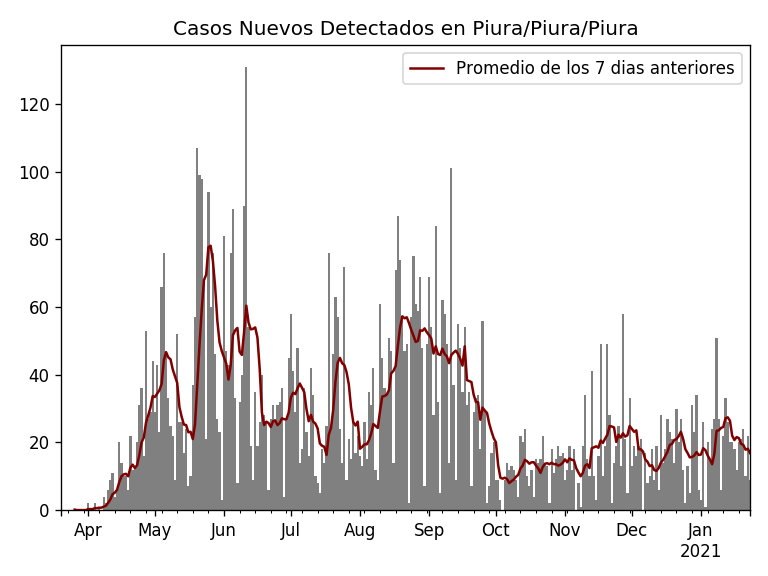 Casos Nuevos Detectados en Piura/Piura/Piura
Promedio de los 7 dias anteriores
120
100
80
60
40
20
0
Apr May Jun Jul Aug Sep Oct Nov Dec Jan
2021